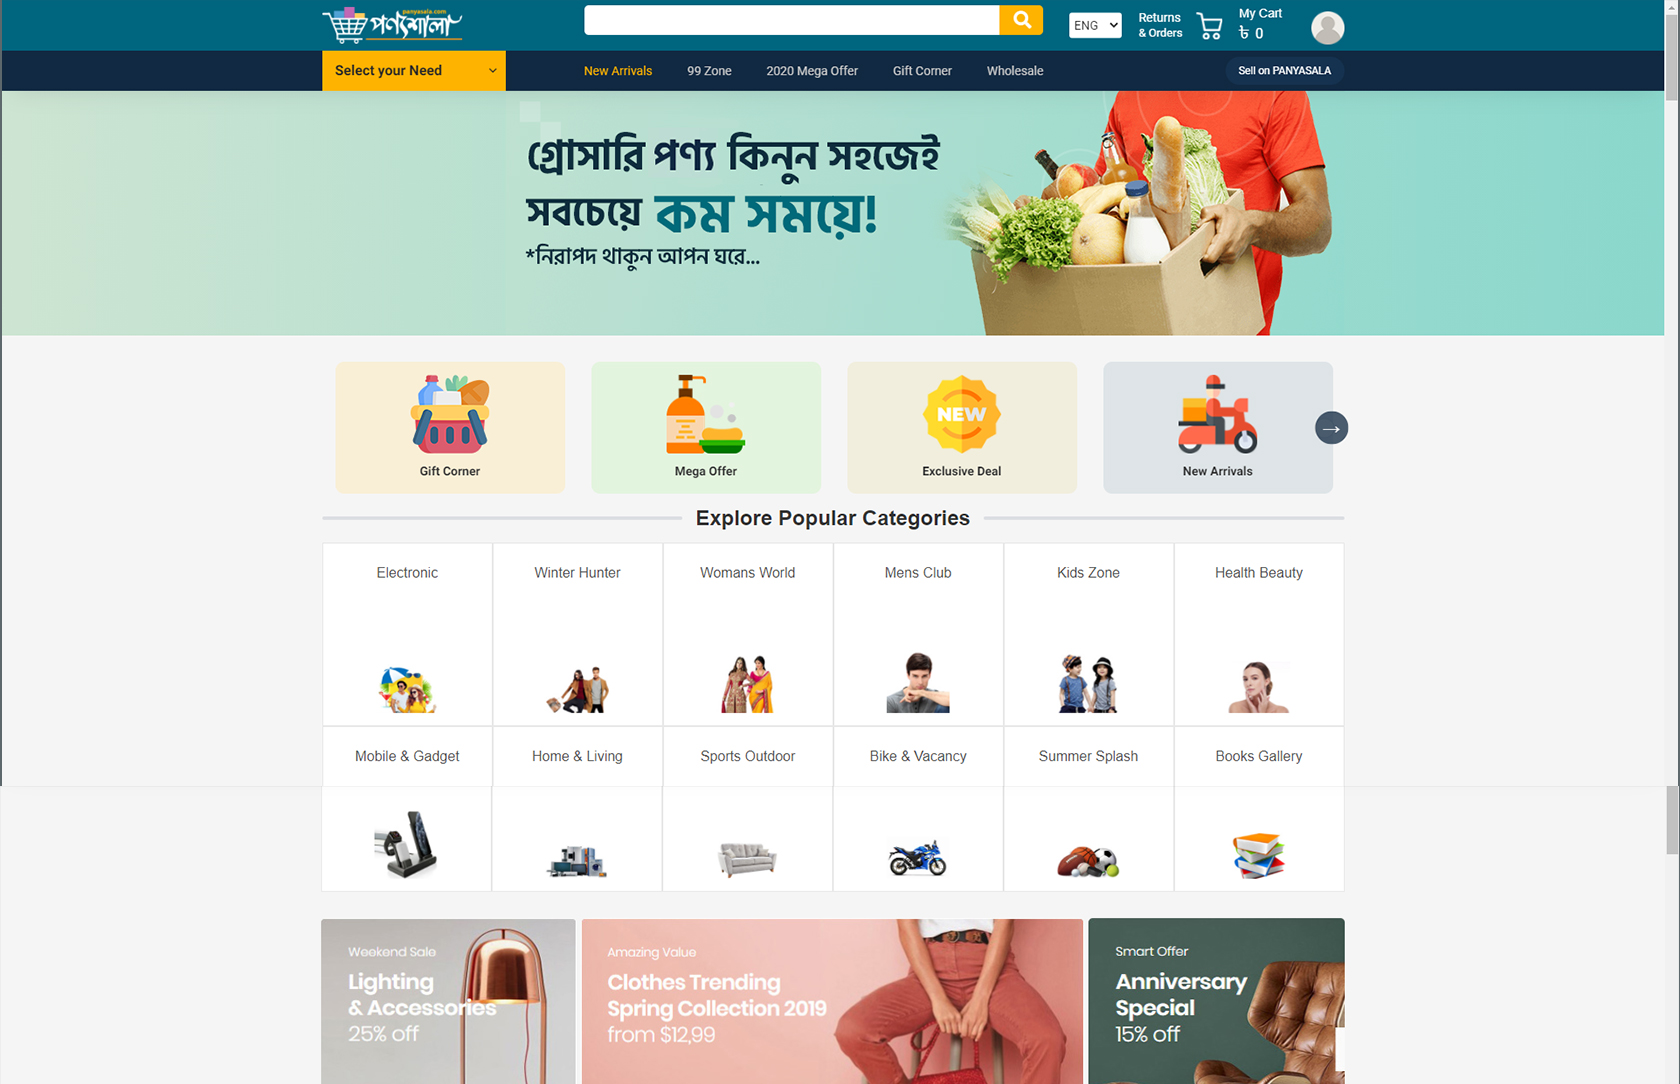 panyasala.com
পণ্যশালা
ENG
Returns
& Orders
My Cart
৳ 0
Select your Need
New Arrivals
99 Zone
2020 Mega Offer
Gift Corner
Wholesale
Sell on PANYASALA
গ্রোসারি পণ্য কিনুন সহজেই
সবচেয়ে কম সময়ে!
*নিরাপদ থাকুন আপন ঘরে...
NEW
Gift Corner
Mega Offer
Exclusive Deal
New Arrivals
Explore Popular Categories
Electronic
Winter Hunter
Womans World
Mens Club
Kids Zone
Health Beauty
Mobile & Gadget
Home & Living
Sports Outdoor
Bike & Vacancy
Summer Splash
Books Gallery
Weekend Sale
Lighting
& Accessories
25% off
Amazing Value
Clothes Trending
Spring Collection 2019
from $12,99
Smart Offer
Anniversary
Special
15% off